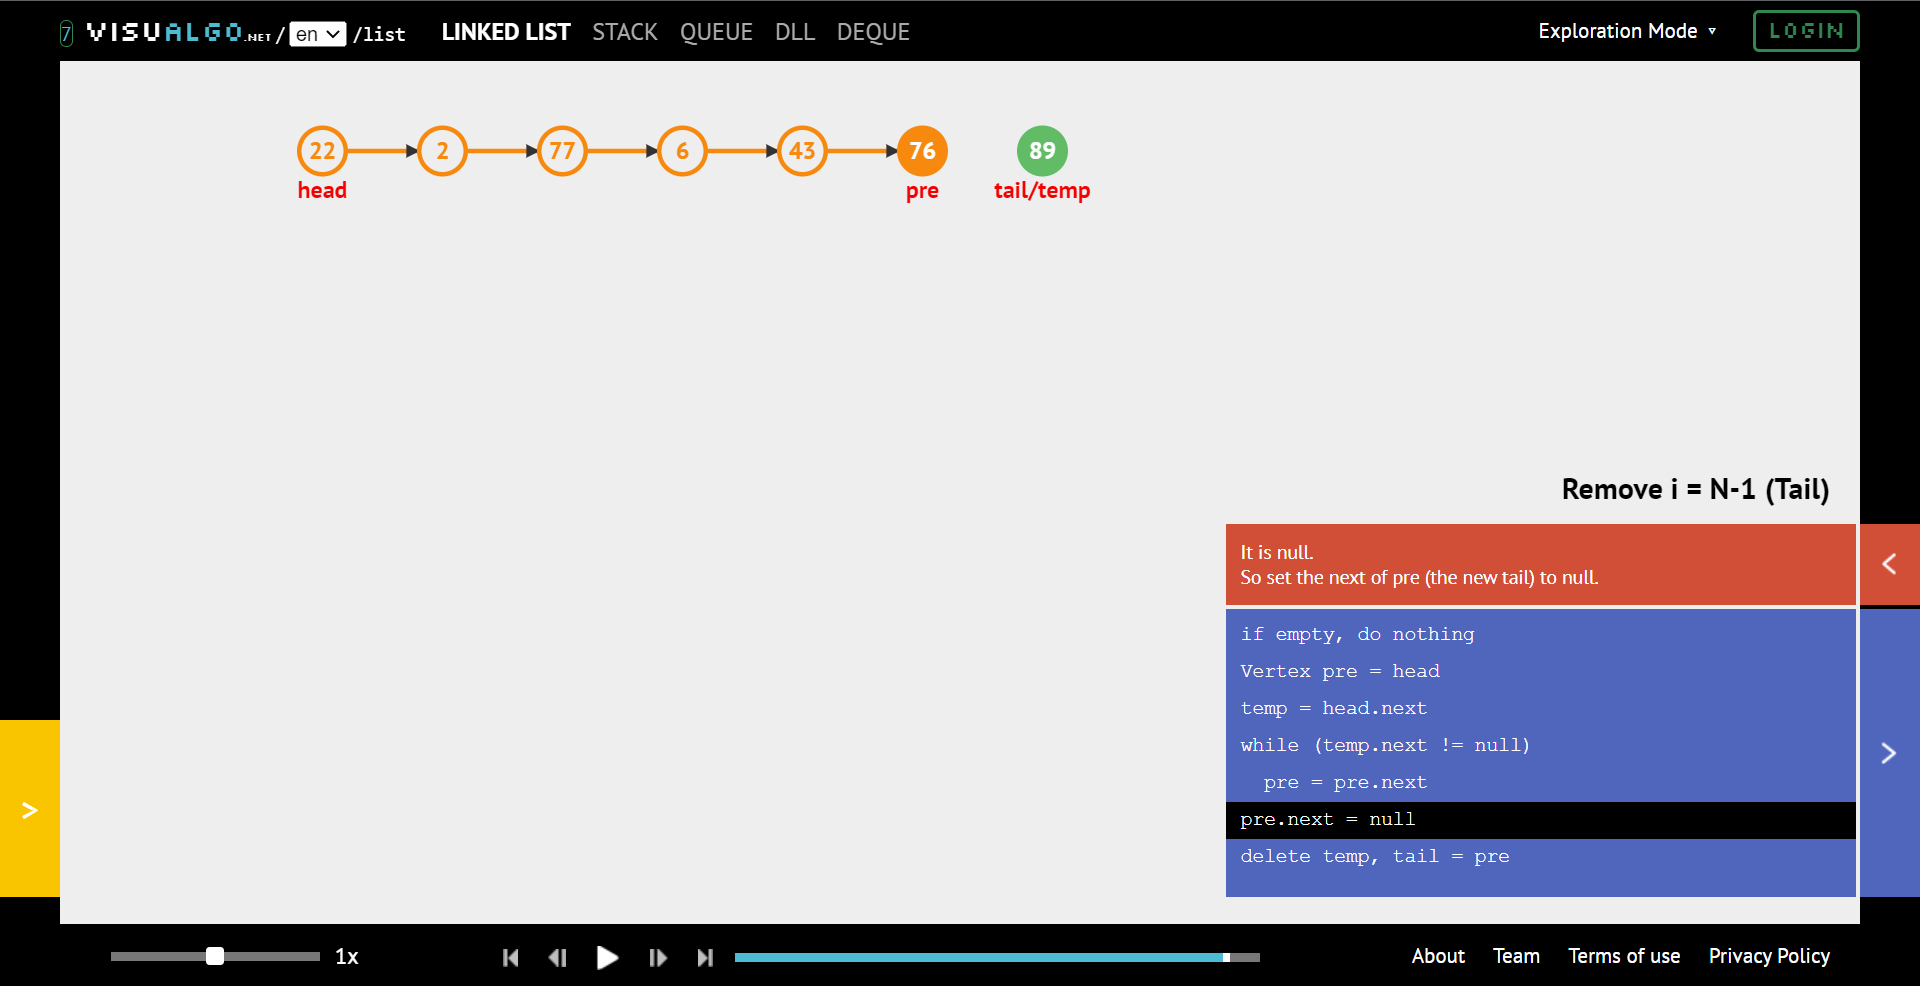 7 VISUALGO.NET / en /list LINKED LIST STACK QUEUE DLL DEQUE Exploration Mode ▾ LOGIN
22 2 77 6 43 76 89
head pre tail/temp
Remove i = N-1 (Tail)
It is null.
So set the next of pre (the new tail) to null.
if empty, do nothing
Vertex pre = head
temp = head.next
while (temp.next != null)
  pre = pre.next
pre.next = null
delete temp, tail = pre
1x About Team Terms of use Privacy Policy